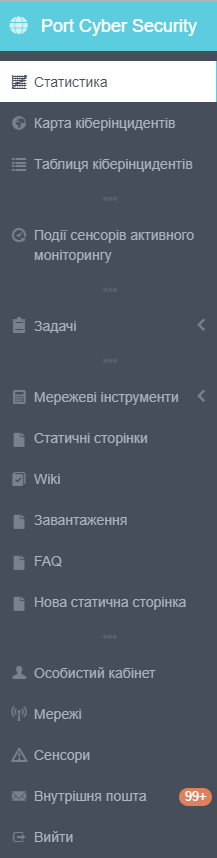 Port Cyber Security
Статистика
Карта кіберінцидентів
Таблиця кіберінцидентів
Події сенсорів активного
моніторингу
Задачі
Мережеві інструменти
Статичні сторінки
Wiki
Завантаження
FAQ
Нова статична сторінка
Особистий кабінет
Мережі
Сенсори
Внутрішня пошта 99+
Вийти